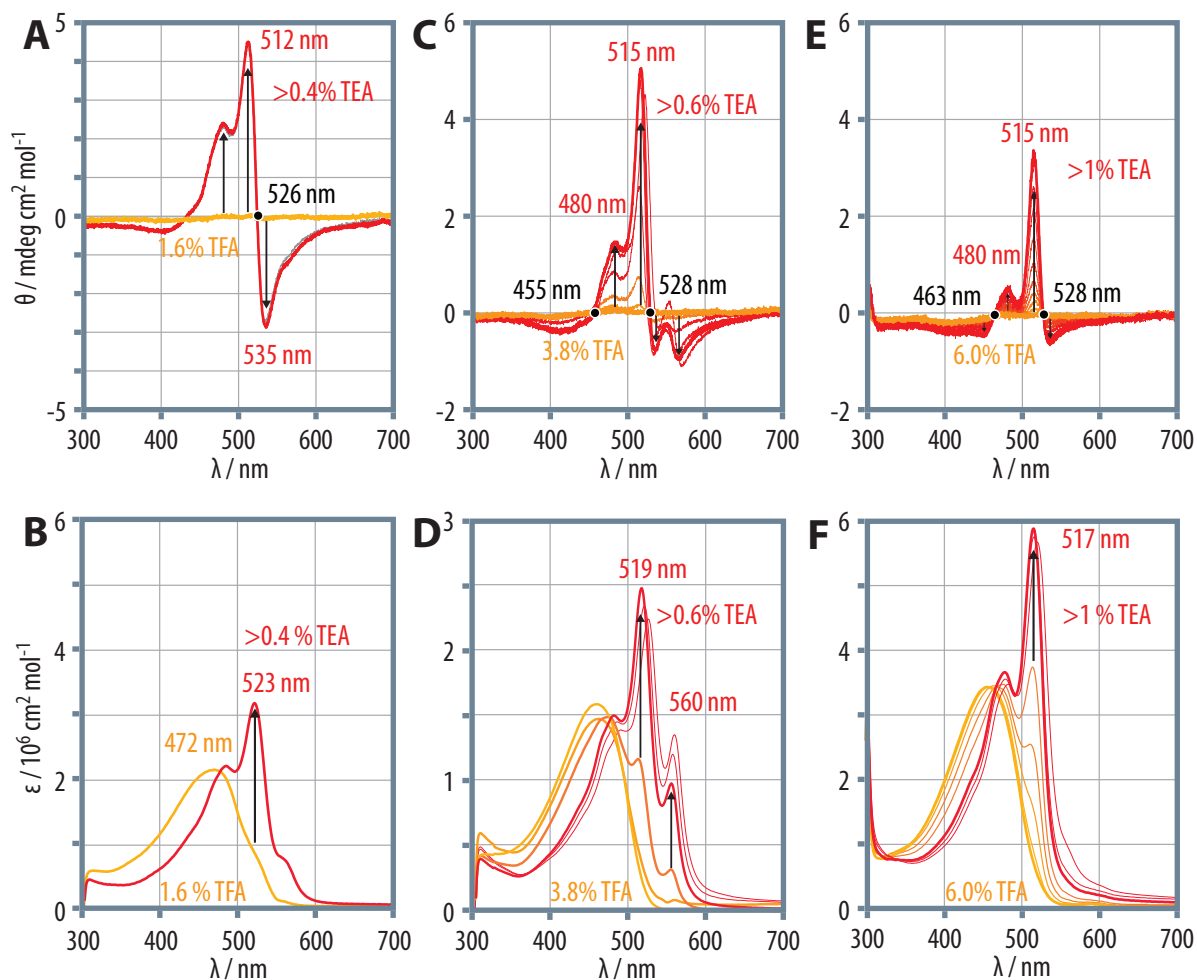 A
5
0
-5
θ / mdeg cm² mol⁻¹
512 nm
>0.4% TEA
526 nm
1.6% TFA
535 nm
300 400 500 600 700
λ / nm
C
6
4
2
0
-2
515 nm
>0.6% TEA
480 nm
455 nm
528 nm
3.8% TFA
300 400 500 600 700
λ / nm
E
6
4
2
0
-2
515 nm
>1% TEA
480 nm
463 nm
528 nm
6.0% TFA
300 400 500 600 700
λ / nm
B
6
4
2
0
ε / 10⁶ cm² mol⁻¹
>0.4 % TEA
523 nm
472 nm
1.6 % TFA
300 400 500 600 700
λ / nm
D
3
2
1
0
519 nm
>0.6% TEA
560 nm
3.8% TFA
300 400 500 600 700
λ / nm
F
6
4
2
0
517 nm
>1 % TEA
6.0% TFA
300 400 500 600 700
λ / nm